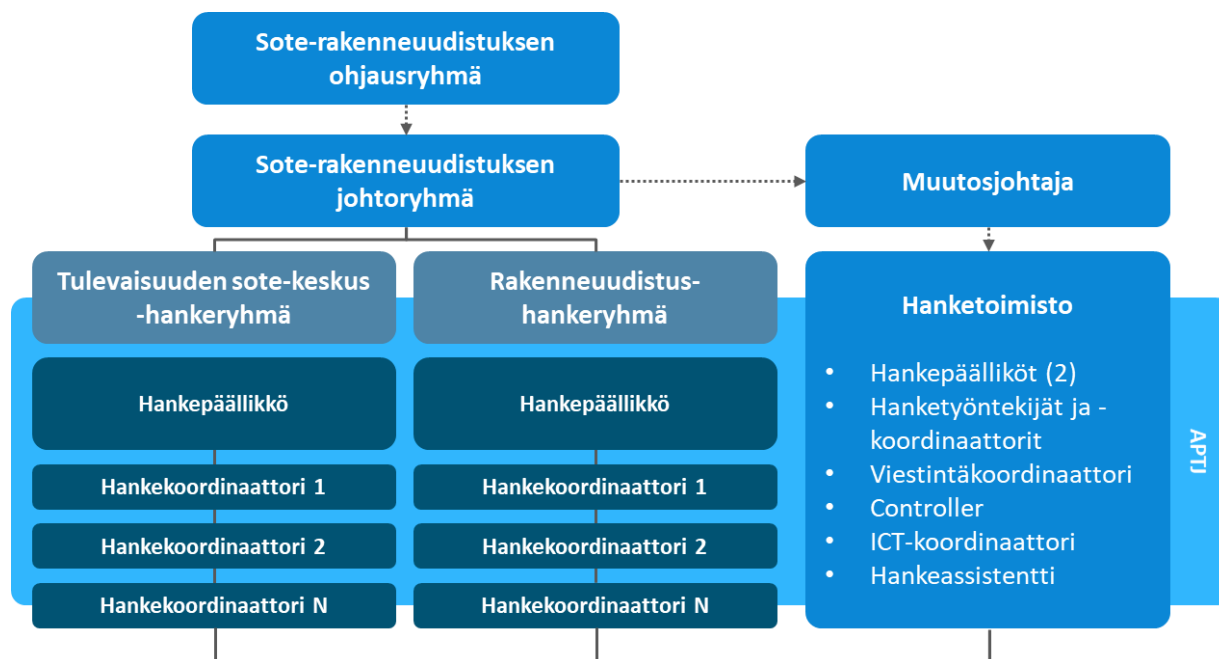 Sote-rakenneuudistuksen
ohjausryhmä
Sote-rakenneuudistuksen
johtoryhmä
Muutosjohtaja
Tulevaisuuden sote-keskus
-hankeryhmä
Hankepäällikkö
Hankekoordinaattori 1
Hankekoordinaattori 2
Hankekoordinaattori N
Rakenneuudistus-
hankeryhmä
Hankepäällikkö
Hankekoordinaattori 1
Hankekoordinaattori 2
Hankekoordinaattori N
Hanketoimisto
• Hankepäälliköt (2)
• Hanketyöntekijät ja -
koordinaattorit
• Viestintäkoordinaattori
• Controller
• ICT-koordinaattori
• Hankeassistentti
APTJ